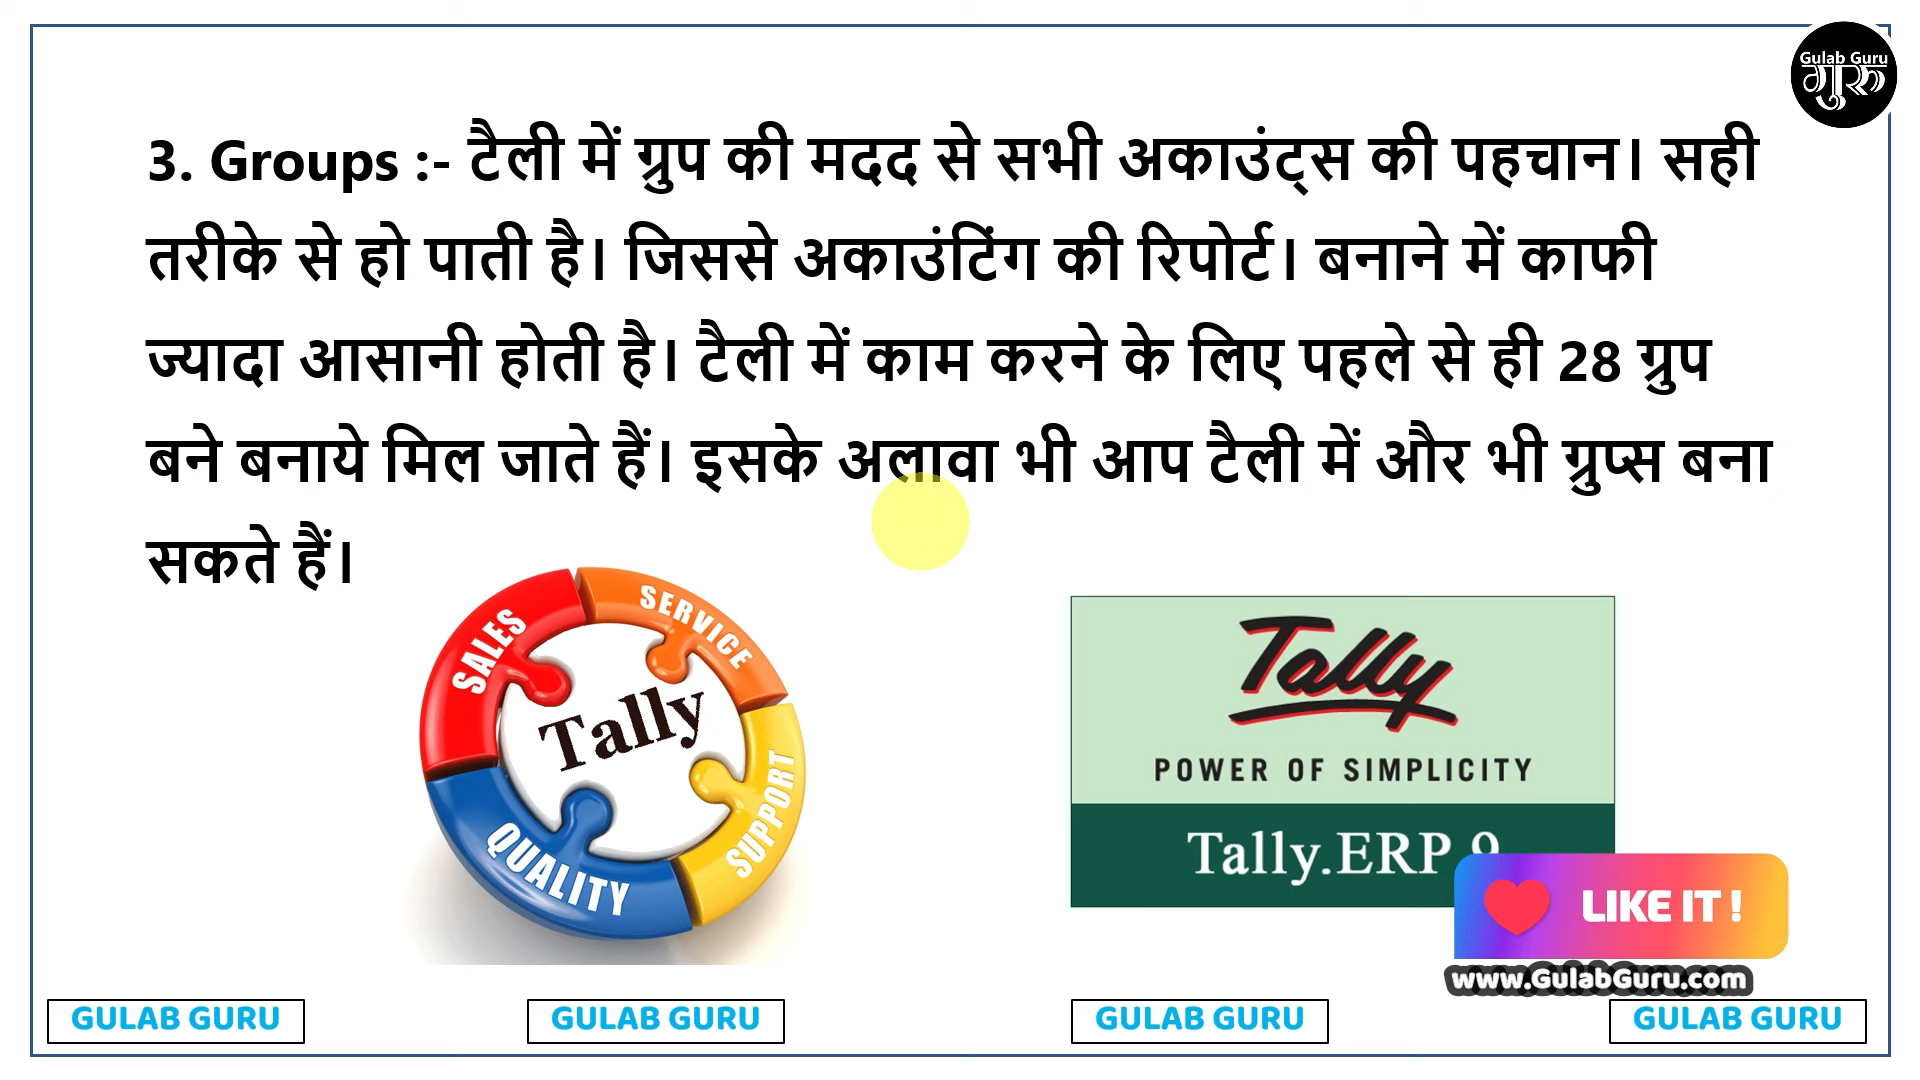 Gulab Guru
गुरू
3. Groups :- टैली में ग्रुप की मदद से सभी अकाउंट्स की पहचान। सही
तरीके से हो पाती है। जिससे अकाउंटिंग की रिपोर्ट। बनाने में काफी
ज्यादा आसानी होती है। टैली में काम करने के लिए पहले से ही 28 ग्रुप
बने बनाये मिल जाते हैं। इसके अलावा भी आप टैली में और भी ग्रुप्स बना
सकते हैं।
SALES
SERVICE
Tally
QUALITY
SUPPORT
Tally
POWER OF SIMPLICITY
Tally.ERP 9
LIKE IT !
www.GulabGuru.com
GULAB GURU
GULAB GURU
GULAB GURU
GULAB GURU